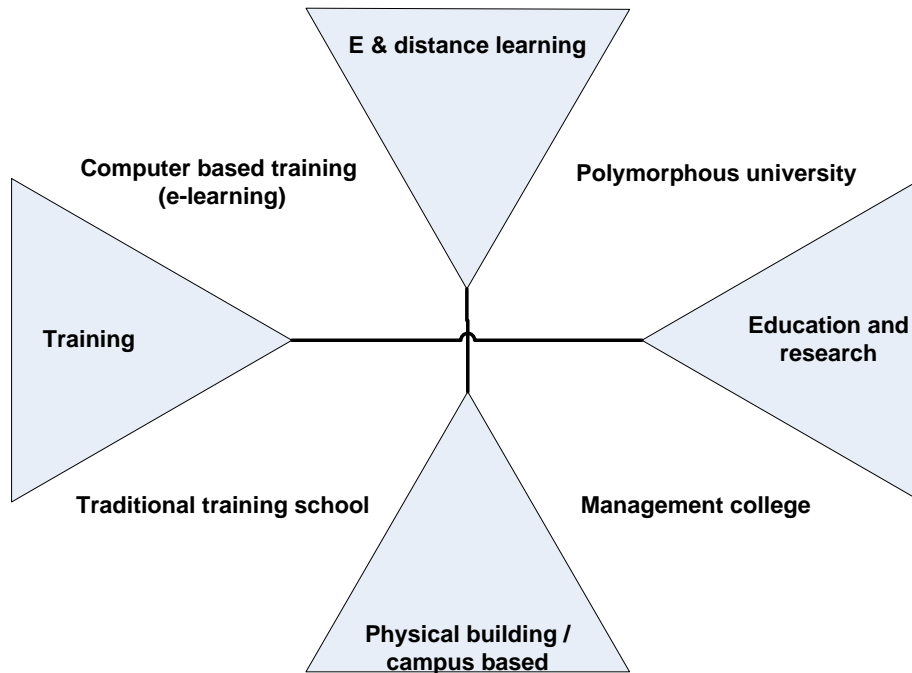 E & distance learning
Computer based training
(e-learning)
Polymorphous university
Training
Education and
research
Traditional training school
Management college
Physical building /
campus based